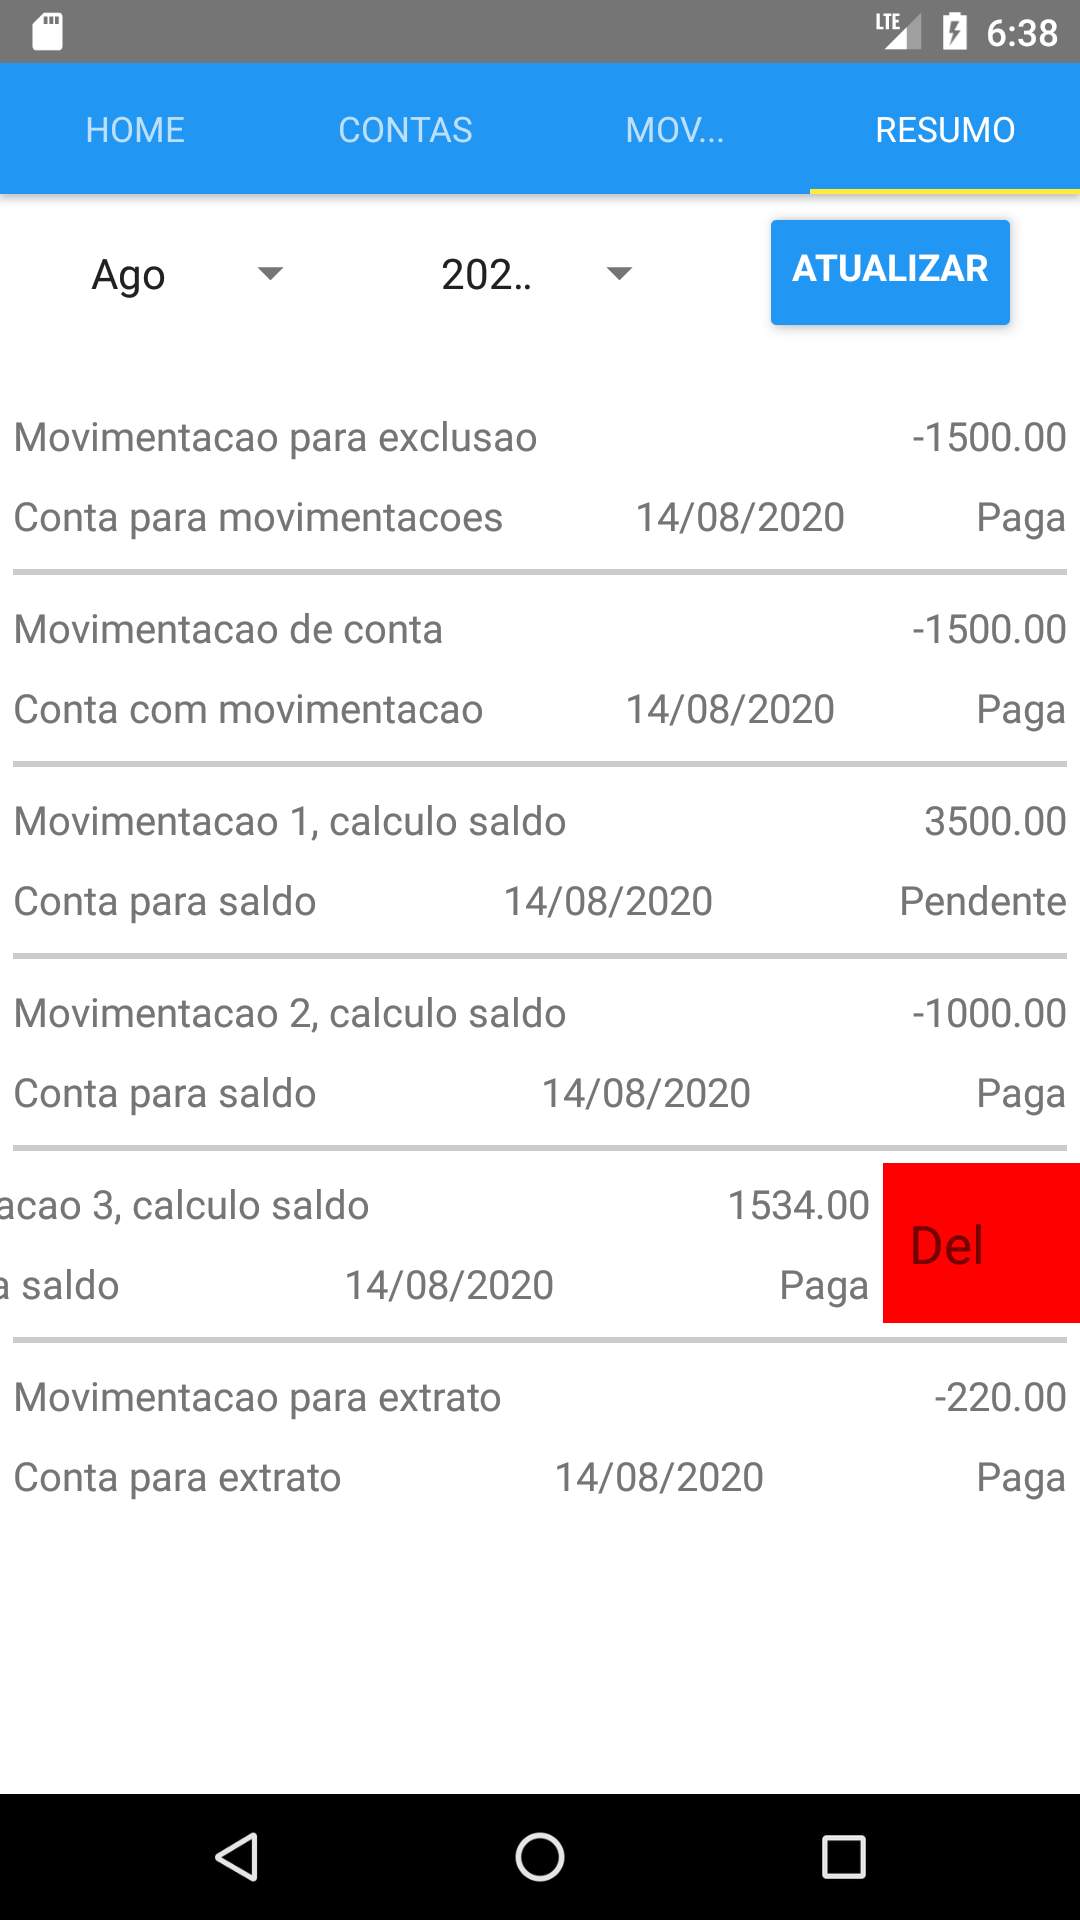 LTE 6:38
HOME CONTAS MOV... RESUMO
Ago 202.. ATUALIZAR
Movimentacao para exclusao -1500.00
Conta para movimentacoes 14/08/2020 Paga
Movimentacao de conta -1500.00
Conta com movimentacao 14/08/2020 Paga
Movimentacao 1, calculo saldo 3500.00
Conta para saldo 14/08/2020 Pendente
Movimentacao 2, calculo saldo -1000.00
Conta para saldo 14/08/2020 Paga
acao 3, calculo saldo 1534.00
Del
a saldo 14/08/2020 Paga
Movimentacao para extrato -220.00
Conta para extrato 14/08/2020 Paga